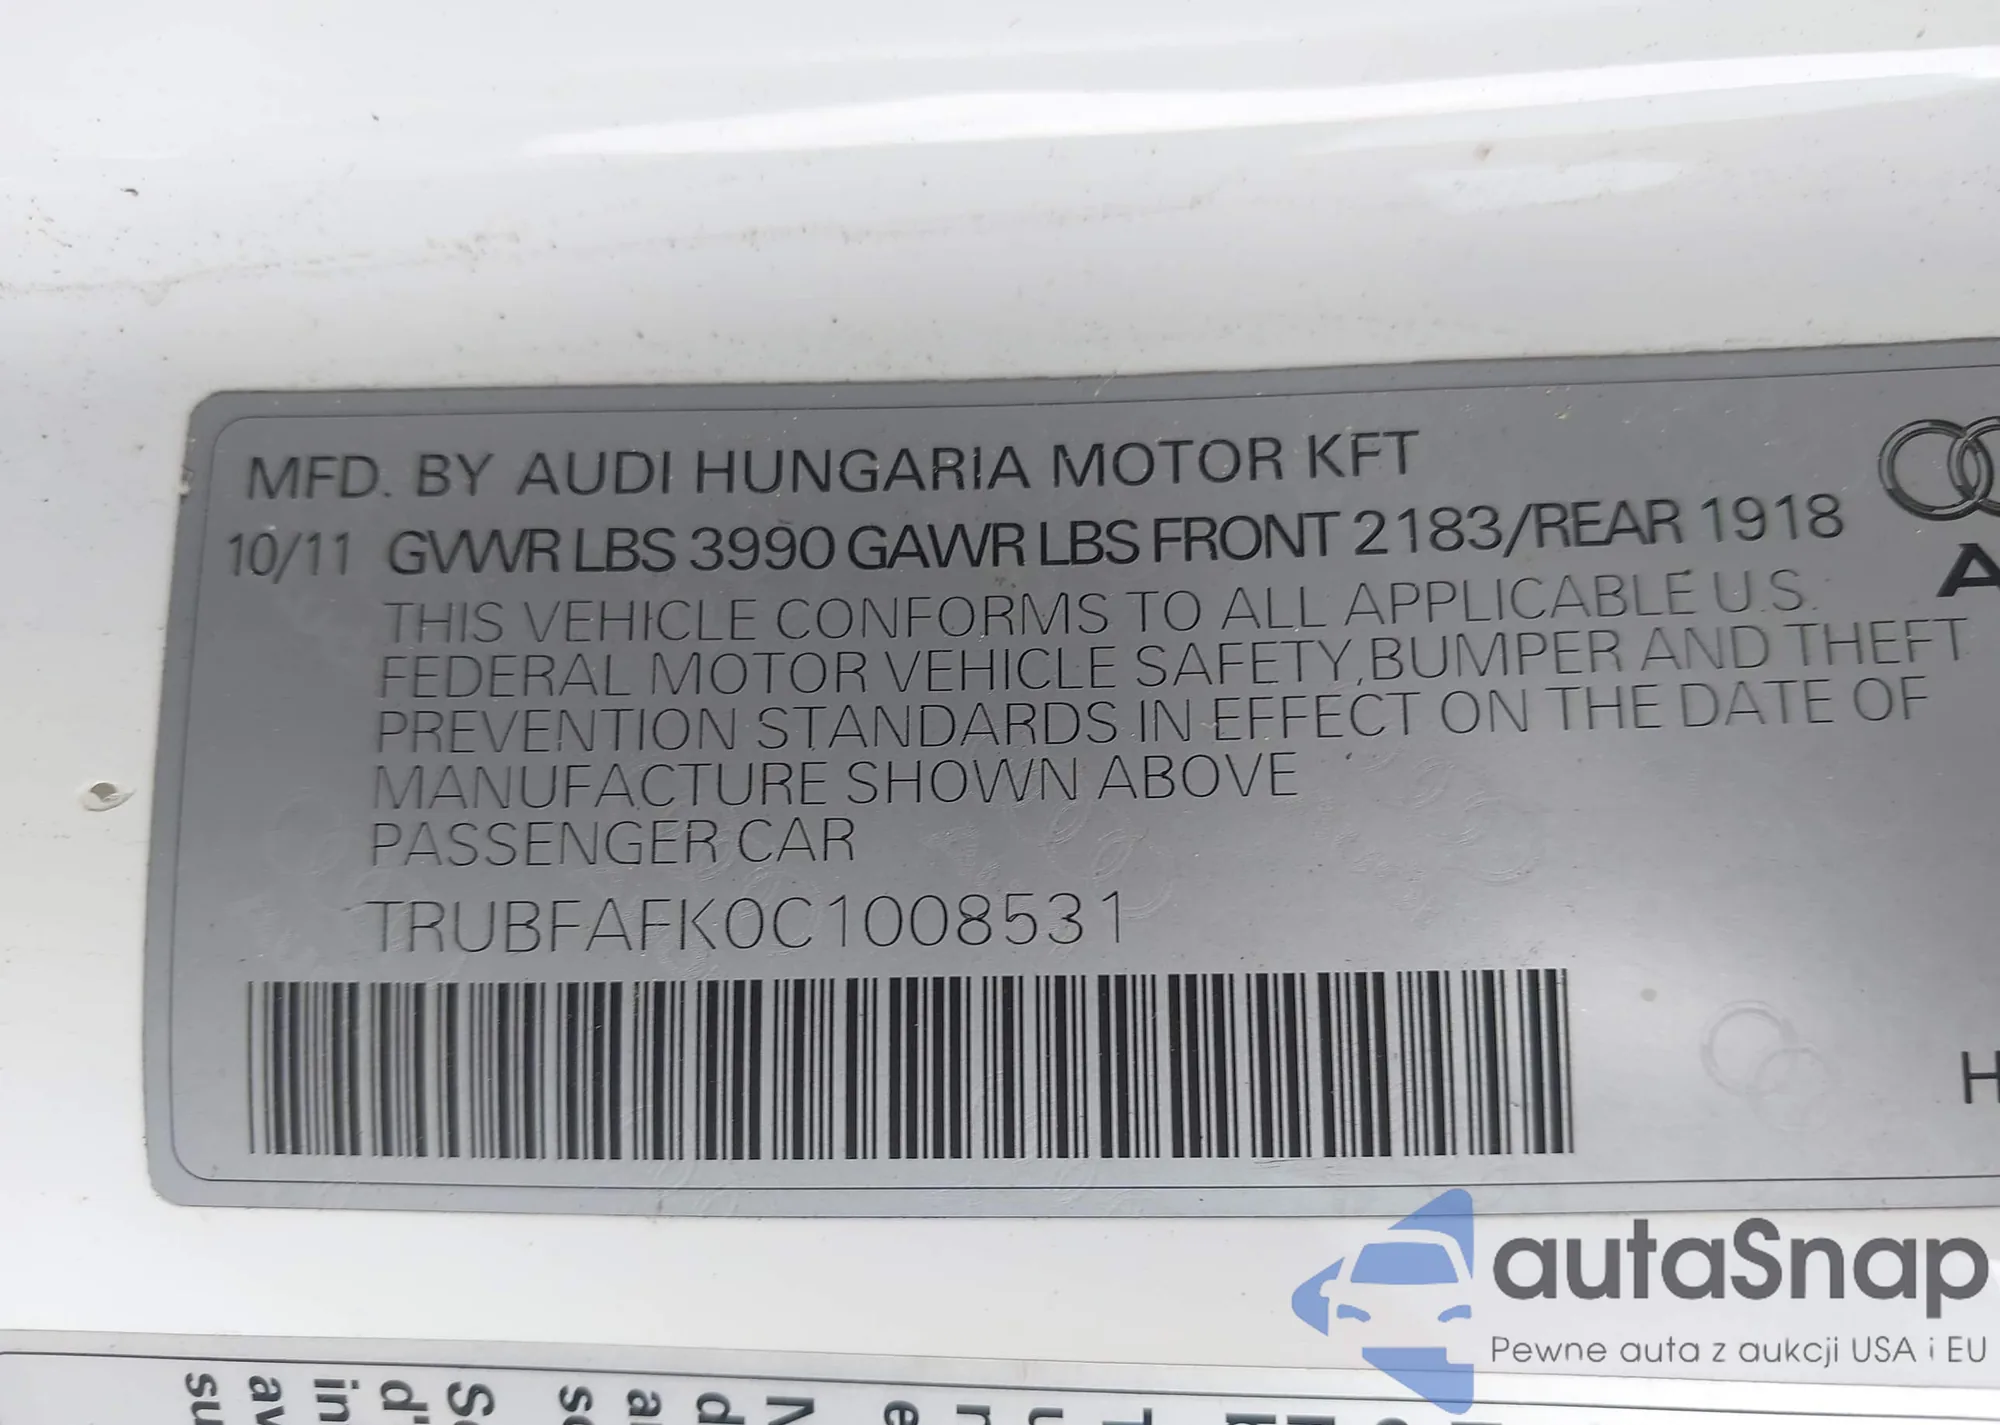 MFD. BY AUDI HUNGARIA MOTOR KFT
10/11 GVWR LBS 3990 GAWR LBS FRONT 2183/REAR 1918
THIS VEHICLE CONFORMS TO ALL APPLICABLE U.S.
FEDERAL MOTOR VEHICLE SAFETY,BUMPER AND THEFT
PREVENTION STANDARDS IN EFFECT ON THE DATE OF
MANUFACTURE SHOWN ABOVE
PASSENGER CAR
TRUBFAFK0C1008531
autaSnap
Pewne auta z aukcji USA i EU